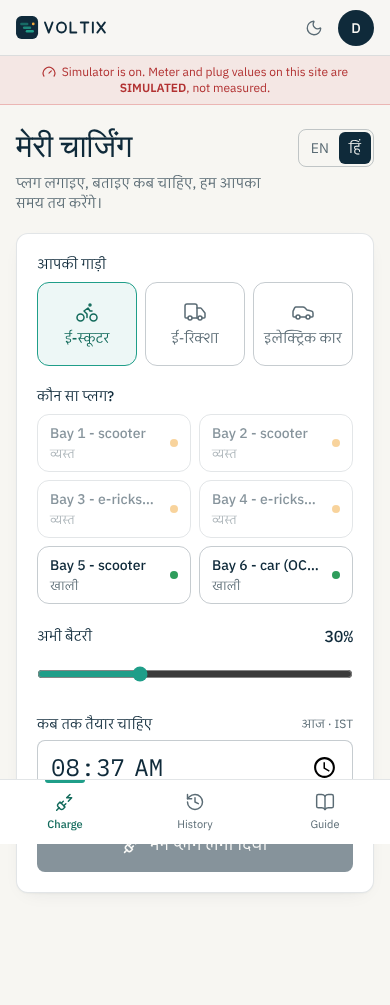 VOLTIX
D
Simulator is on. Meter and plug values on this site are
SIMULATED, not measured.
मेरी चार्जिंग
EN
हिं
प्लग लगाइए, बताइए कब चाहिए, हम आपका
समय तय करेंगे।
आपकी गाड़ी
ई-स्कूटर
ई-रिक्शा
इलेक्ट्रिक कार
कौन सा प्लग?
Bay 1 - scooter
व्यस्त
Bay 2 - scooter
व्यस्त
Bay 3 - e-ricks...
व्यस्त
Bay 4 - e-ricks...
व्यस्त
Bay 5 - scooter
खाली
Bay 6 - car (OC...
खाली
अभी बैटरी
30%
कब तक तैयार चाहिए
आज · IST
08:37 AM
Charge
History
Guide